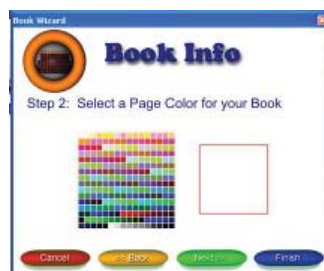 Book Wizard
Book Info
Step 2: Select a Page Color for your Book
Cancel
<< Back
Next >>
Finish